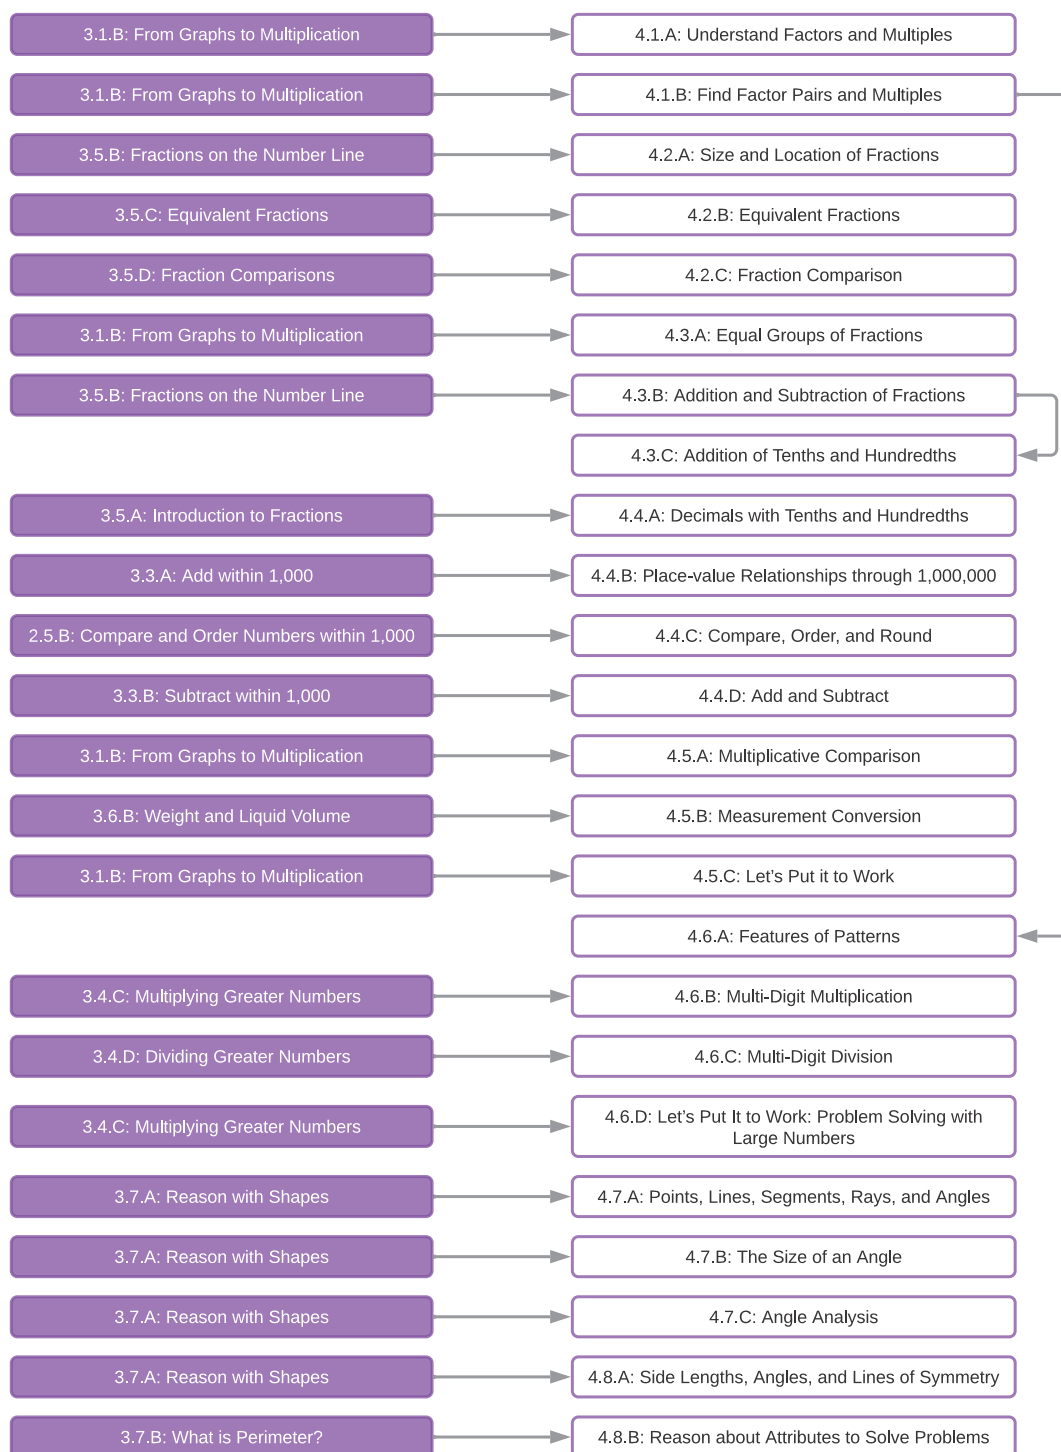 3.1.B: From Graphs to Multiplication
4.1.A: Understand Factors and Multiples
3.1.B: From Graphs to Multiplication
4.1.B: Find Factor Pairs and Multiples
3.5.B: Fractions on the Number Line
4.2.A: Size and Location of Fractions
3.5.C: Equivalent Fractions
4.2.B: Equivalent Fractions
3.5.D: Fraction Comparisons
4.2.C: Fraction Comparison
3.1.B: From Graphs to Multiplication
4.3.A: Equal Groups of Fractions
3.5.B: Fractions on the Number Line
4.3.B: Addition and Subtraction of Fractions
4.3.C: Addition of Tenths and Hundredths
3.5.A: Introduction to Fractions
4.4.A: Decimals with Tenths and Hundredths
3.3.A: Add within 1,000
4.4.B: Place-value Relationships through 1,000,000
2.5.B: Compare and Order Numbers within 1,000
4.4.C: Compare, Order, and Round
3.3.B: Subtract within 1,000
4.4.D: Add and Subtract
3.1.B: From Graphs to Multiplication
4.5.A: Multiplicative Comparison
3.6.B: Weight and Liquid Volume
4.5.B: Measurement Conversion
3.1.B: From Graphs to Multiplication
4.5.C: Let's Put it to Work
4.6.A: Features of Patterns
3.4.C: Multiplying Greater Numbers
4.6.B: Multi-Digit Multiplication
3.4.D: Dividing Greater Numbers
4.6.C: Multi-Digit Division
3.4.C: Multiplying Greater Numbers
4.6.D: Let's Put It to Work: Problem Solving with
Large Numbers
3.7.A: Reason with Shapes
4.7.A: Points, Lines, Segments, Rays, and Angles
3.7.A: Reason with Shapes
4.7.B: The Size of an Angle
3.7.A: Reason with Shapes
4.7.C: Angle Analysis
3.7.A: Reason with Shapes
4.8.A: Side Lengths, Angles, and Lines of Symmetry
3.7.B: What is Perimeter?
4.8.B: Reason about Attributes to Solve Problems